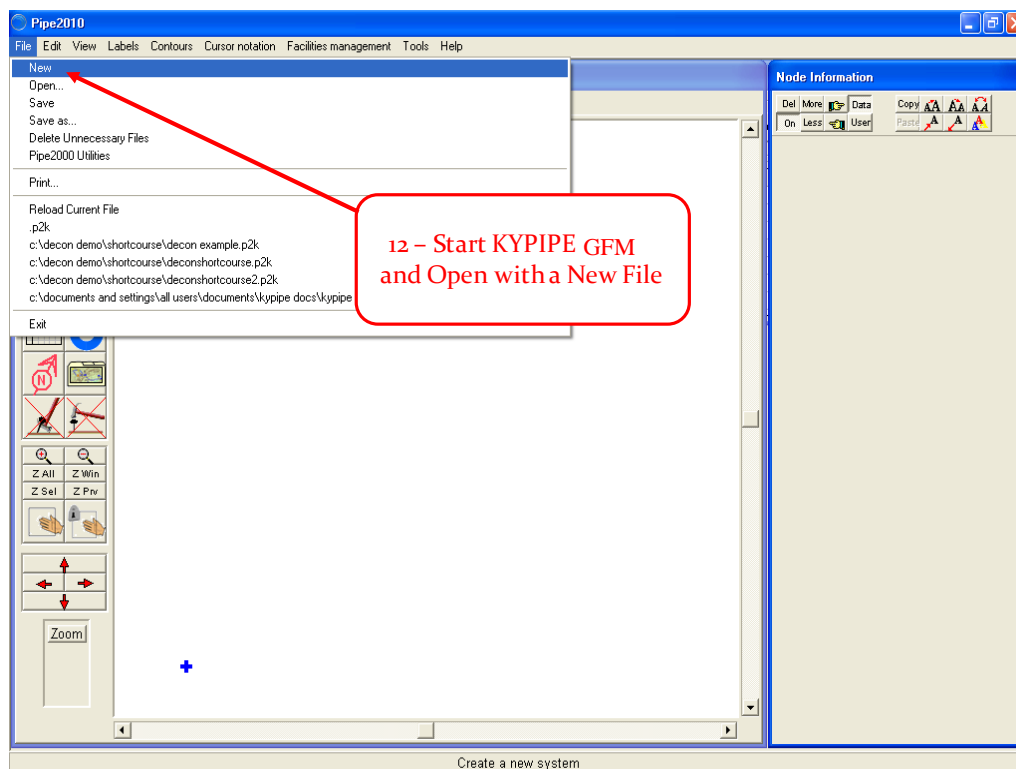 Pipe2010
File Edit View Labels Contours Cursor notation Facilities management Tools Help
New
Open...
Save
Save as...
Delete Unnecessary Files
Pipe2000 Utilities
Print...
Reload Current File
.p2k
c:\decon demo\shortcourse\decon example.p2k
c:\decon demo\shortcourse\deconshortcourse.p2k
c:\decon demo\shortcourse\deconshortcourse2.p2k
c:\documents and settings\all users\documents\kypipe docs\kypipe
Exit
12 – Start KYPIPE GFM
and Open with a New File
Node Information
Del More Data Copy AA AA AA
On Less User Paste A A A
N
Z All Z Win
Z Sel Z Prv
Zoom
Create a new system